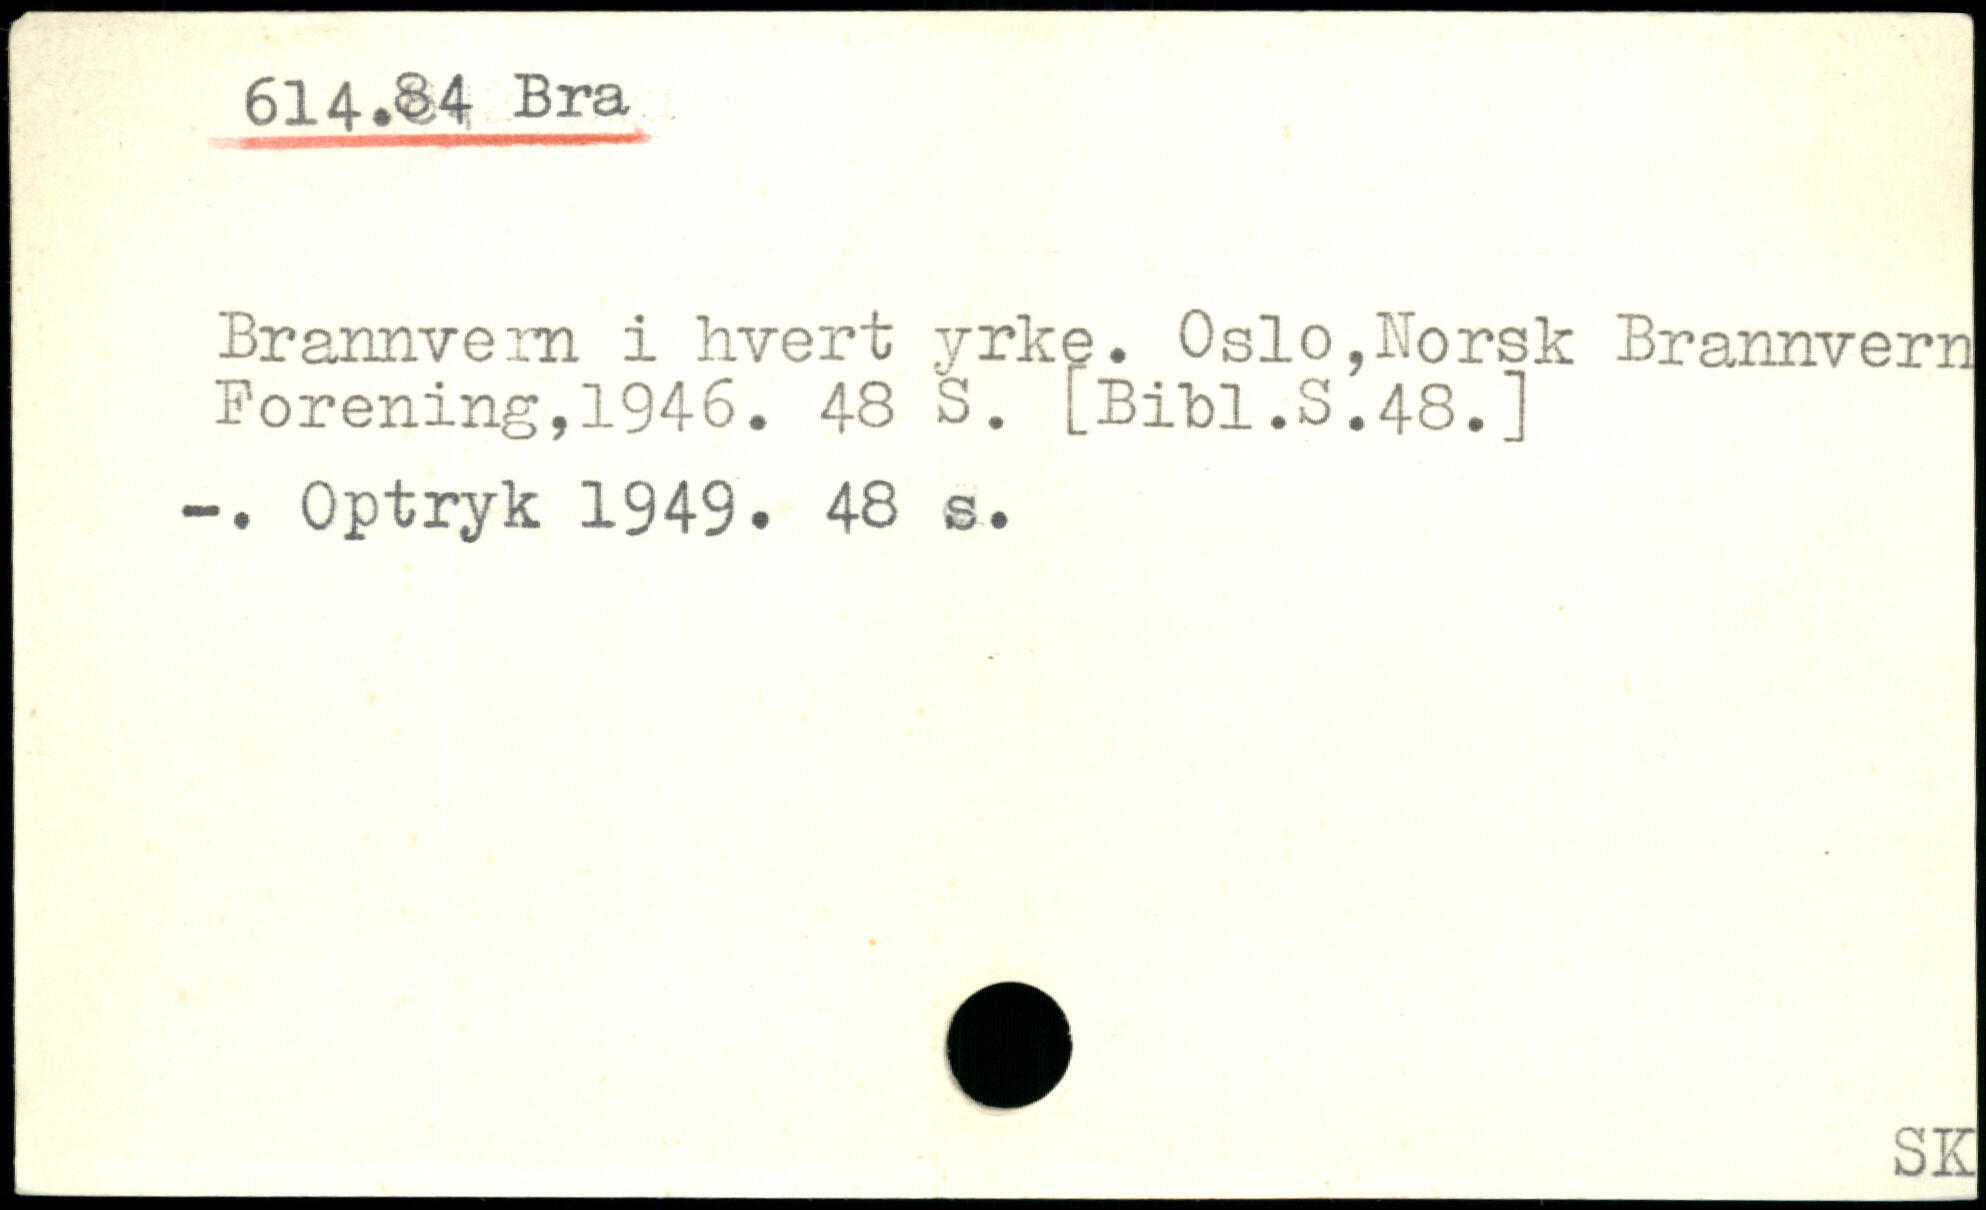 614.84 Bra
Brannvern i hvert yrke. Oslo,Norsk Brannvern
Forening,1946. 48 S. [Bibl.S.48.]
-. Optryk 1949. 48 s.
SK